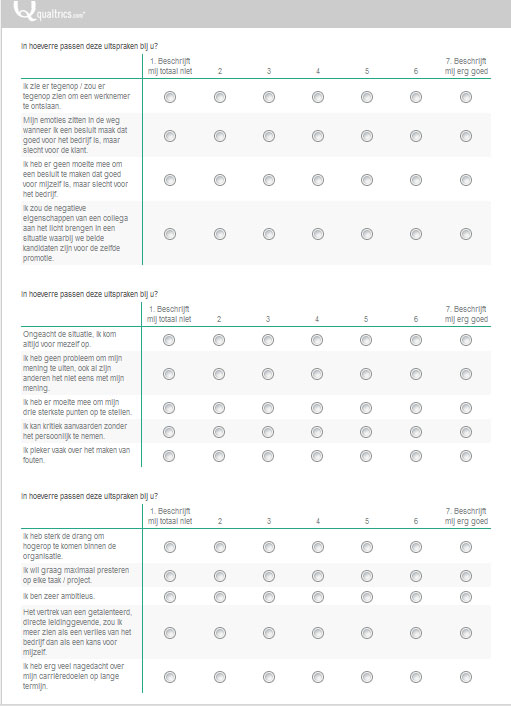 qualtrics.com
In hoeverre passen deze uitspraken bij u?
1. Beschrijft
mij totaal niet
2
3
4
5
6
7. Beschrijft
mij erg goed
Ik zie er tegenop / zou er
tegenop zien om een werknemer
te ontslaan.
Mijn emoties zitten in de weg
wanneer ik een besluit maak dat
goed voor het bedrijf is, maar
slecht voor de klant.
Ik heb er geen moeite mee om
een besluit te maken dat goed
voor mijzelf is, maar slecht voor
het bedrijf.
Ik zou de negatieve
eigenschappen van een collega
aan het licht brengen in een
situatie waarbij we beide
kandidaten zijn voor de zelfde
promotie.
In hoeverre passen deze uitspraken bij u?
1. Beschrijft
mij totaal niet
2
3
4
5
6
7. Beschrijft
mij erg goed
Ongeacht de situatie, ik kom
altijd voor mezelf op.
Ik heb geen probleem om mijn
mening te uiten, ook al zijn
anderen het niet eens met mijn
mening.
Ik heb er moeite mee om mijn
drie sterkste punten op te stellen.
Ik kan kritiek aanvaarden zonder
het persoonlijk te nemen.
Ik pieker vaak over het maken van
fouten.
In hoeverre passen deze uitspraken bij u?
1. Beschrijft
mij totaal niet
2
3
4
5
6
7. Beschrijft
mij erg goed
Ik heb sterk de drang om
hogerop te komen binnen de
organisatie.
Ik wil graag maximaal presteren
op elke taak / project.
Ik ben zeer ambitieus.
Het vertrek van een getalenteerd,
directe leidinggevende, zou ik
meer zien als een verlies van het
bedrijf dan als een kans voor
mijzelf.
Ik heb erg veel nagedacht over
mijn carrièredoelen op lange
termijn.